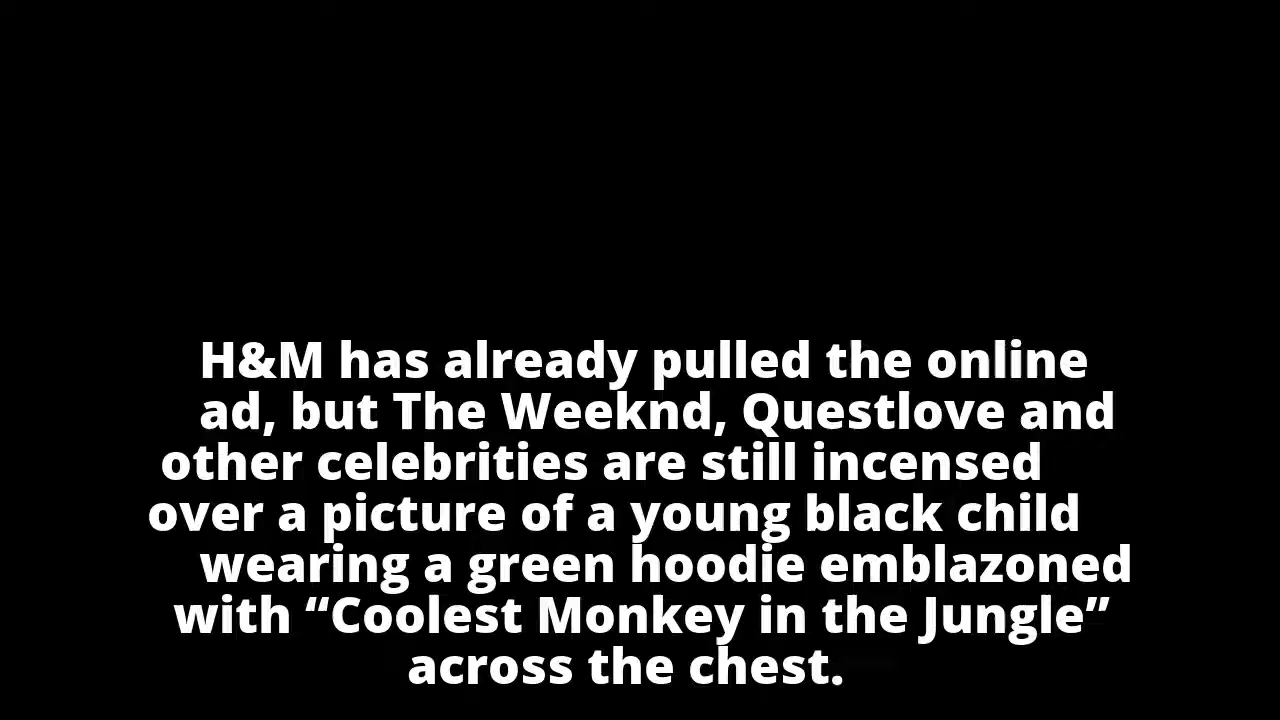 H&M has already pulled the online
ad, but The Weeknd, Questlove and
other celebrities are still incensed
over a picture of a young black child
wearing a green hoodie emblazoned
with “Coolest Monkey in the Jungle”
across the chest.